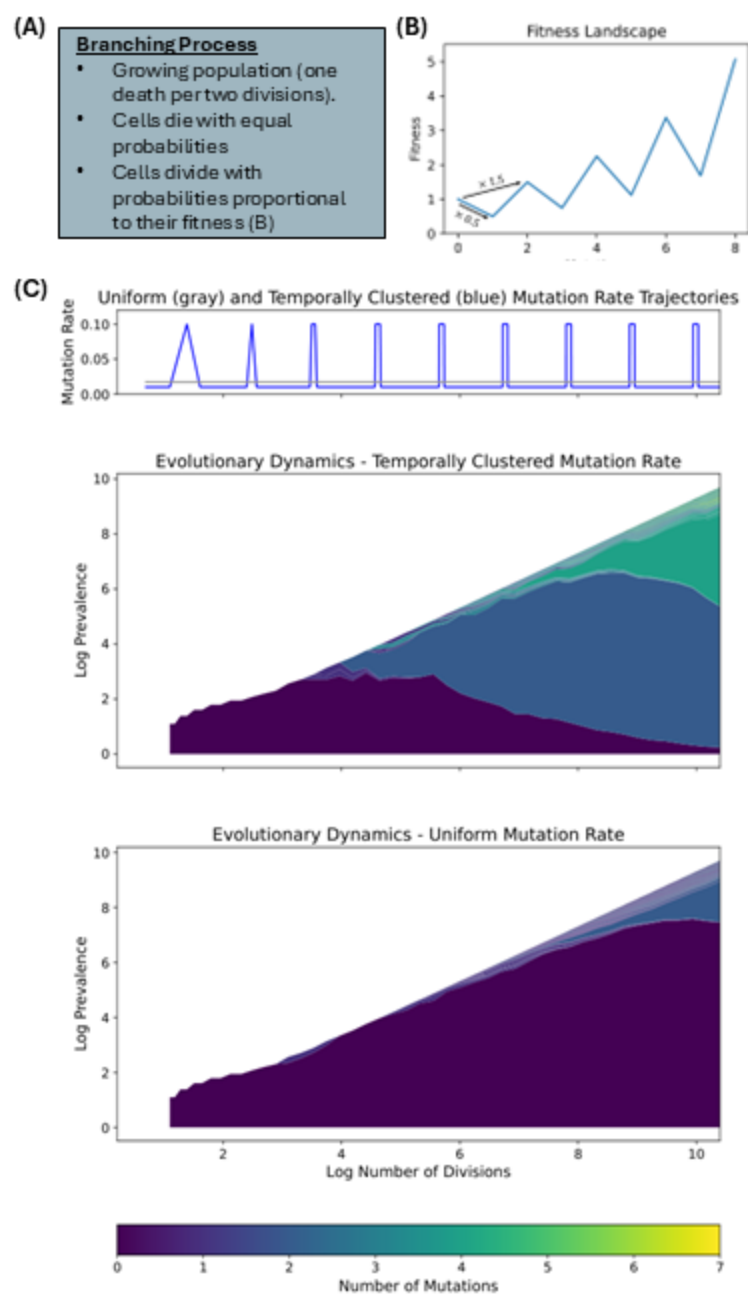 (A)
Branching Process
• Growing population (one
death per two divisions).
• Cells die with equal
probabilities
• Cells divide with
probabilities proportional
to their fitness (B)
(B)
Fitness Landscape
Fitness
5
4
3
2
1
0
× 1.5
× 0.5
0 2 4 6 8
(C)
Uniform (gray) and Temporally Clustered (blue) Mutation Rate Trajectories
Mutation Rate
0.10
0.05
0.00
Evolutionary Dynamics - Temporally Clustered Mutation Rate
Log Prevalence
10
8
6
4
2
0
Evolutionary Dynamics - Uniform Mutation Rate
Log Prevalence
10
8
6
4
2
0
2 4 6 8 10
Log Number of Divisions
0 1 2 3 4 5 6 7
Number of Mutations